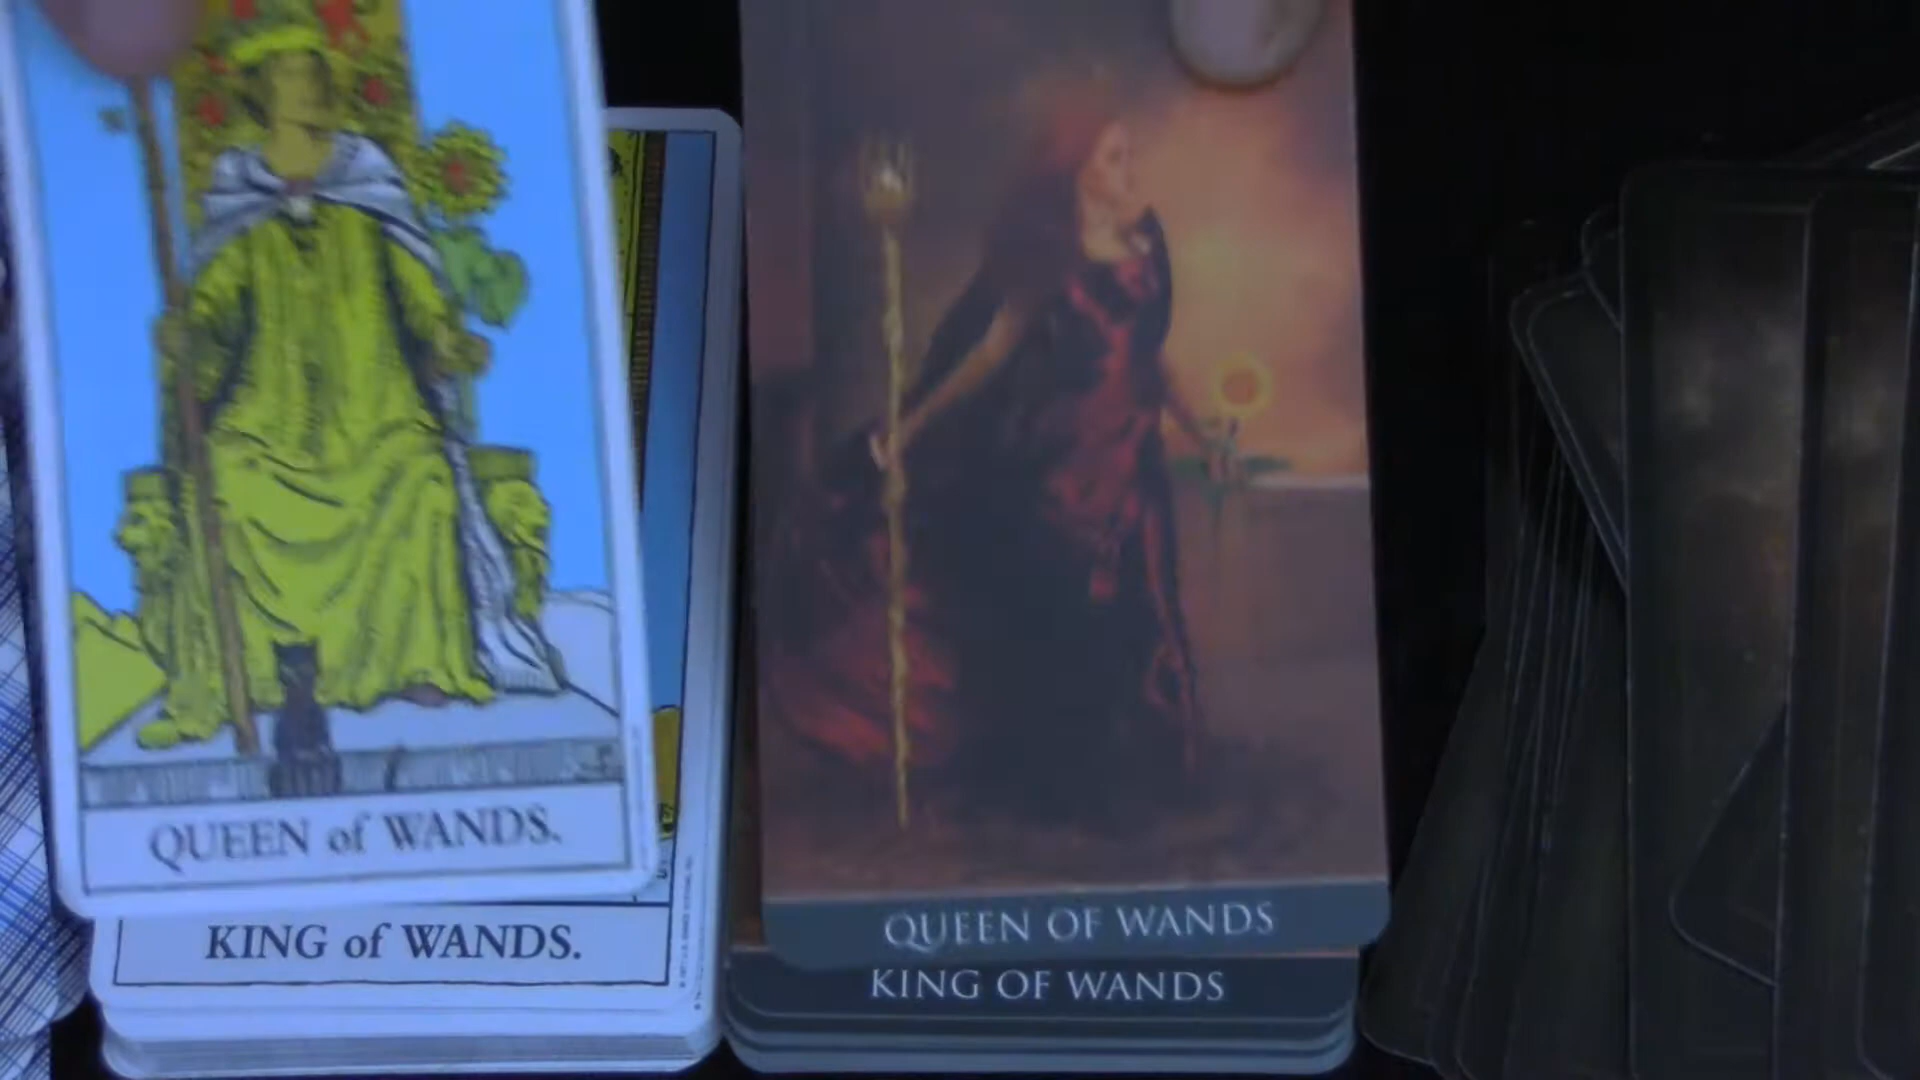 QUEEN of WANDS.
KING of WANDS.
QUEEN OF WANDS
KING OF WANDS